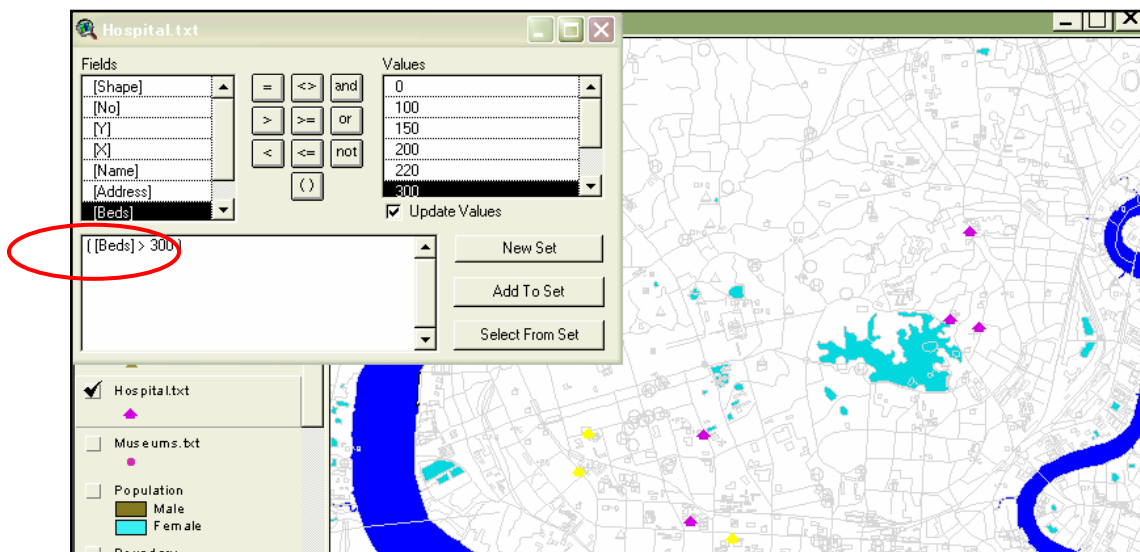 Hospital.txt
Fields
Values
[Shape]
[No]
[Y]
[X]
[Name]
[Address]
[Beds]
= <> and
> >= or
< <= not
( )
0
100
150
200
220
300
Update Values
( [Beds] > 300 )
New Set
Add To Set
Select From Set
Hospital.txt
Museums.txt
Population
Male
Female